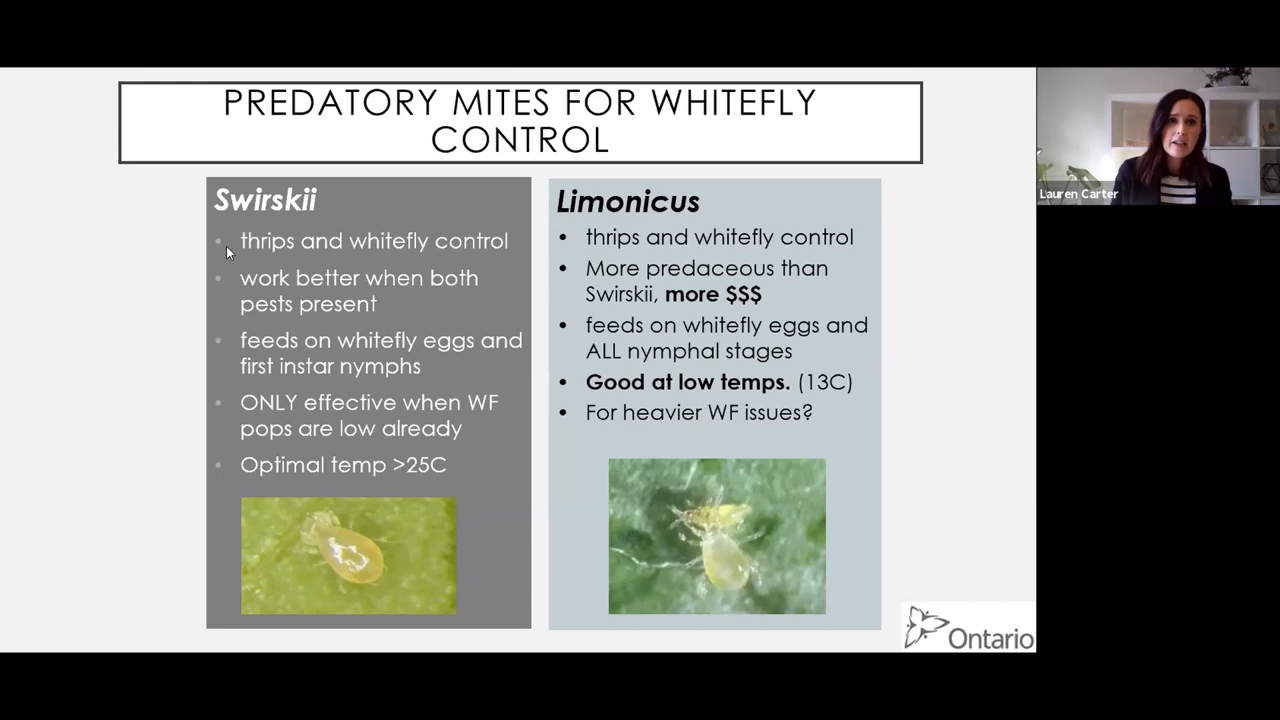 PREDATORY MITES FOR WHITEFLY
CONTROL
Swirskii
• thrips and whitefly control
• work better when both
pests present
• feeds on whitefly eggs and
first instar nymphs
• ONLY effective when WF
pops are low already
• Optimal temp >25C
Limonicus
• thrips and whitefly control
• More predaceous than
Swirskii, more $$$
• feeds on whitefly eggs and
ALL nymphal stages
• Good at low temps. (13C)
• For heavier WF issues?
Ontario
Lauren Carter